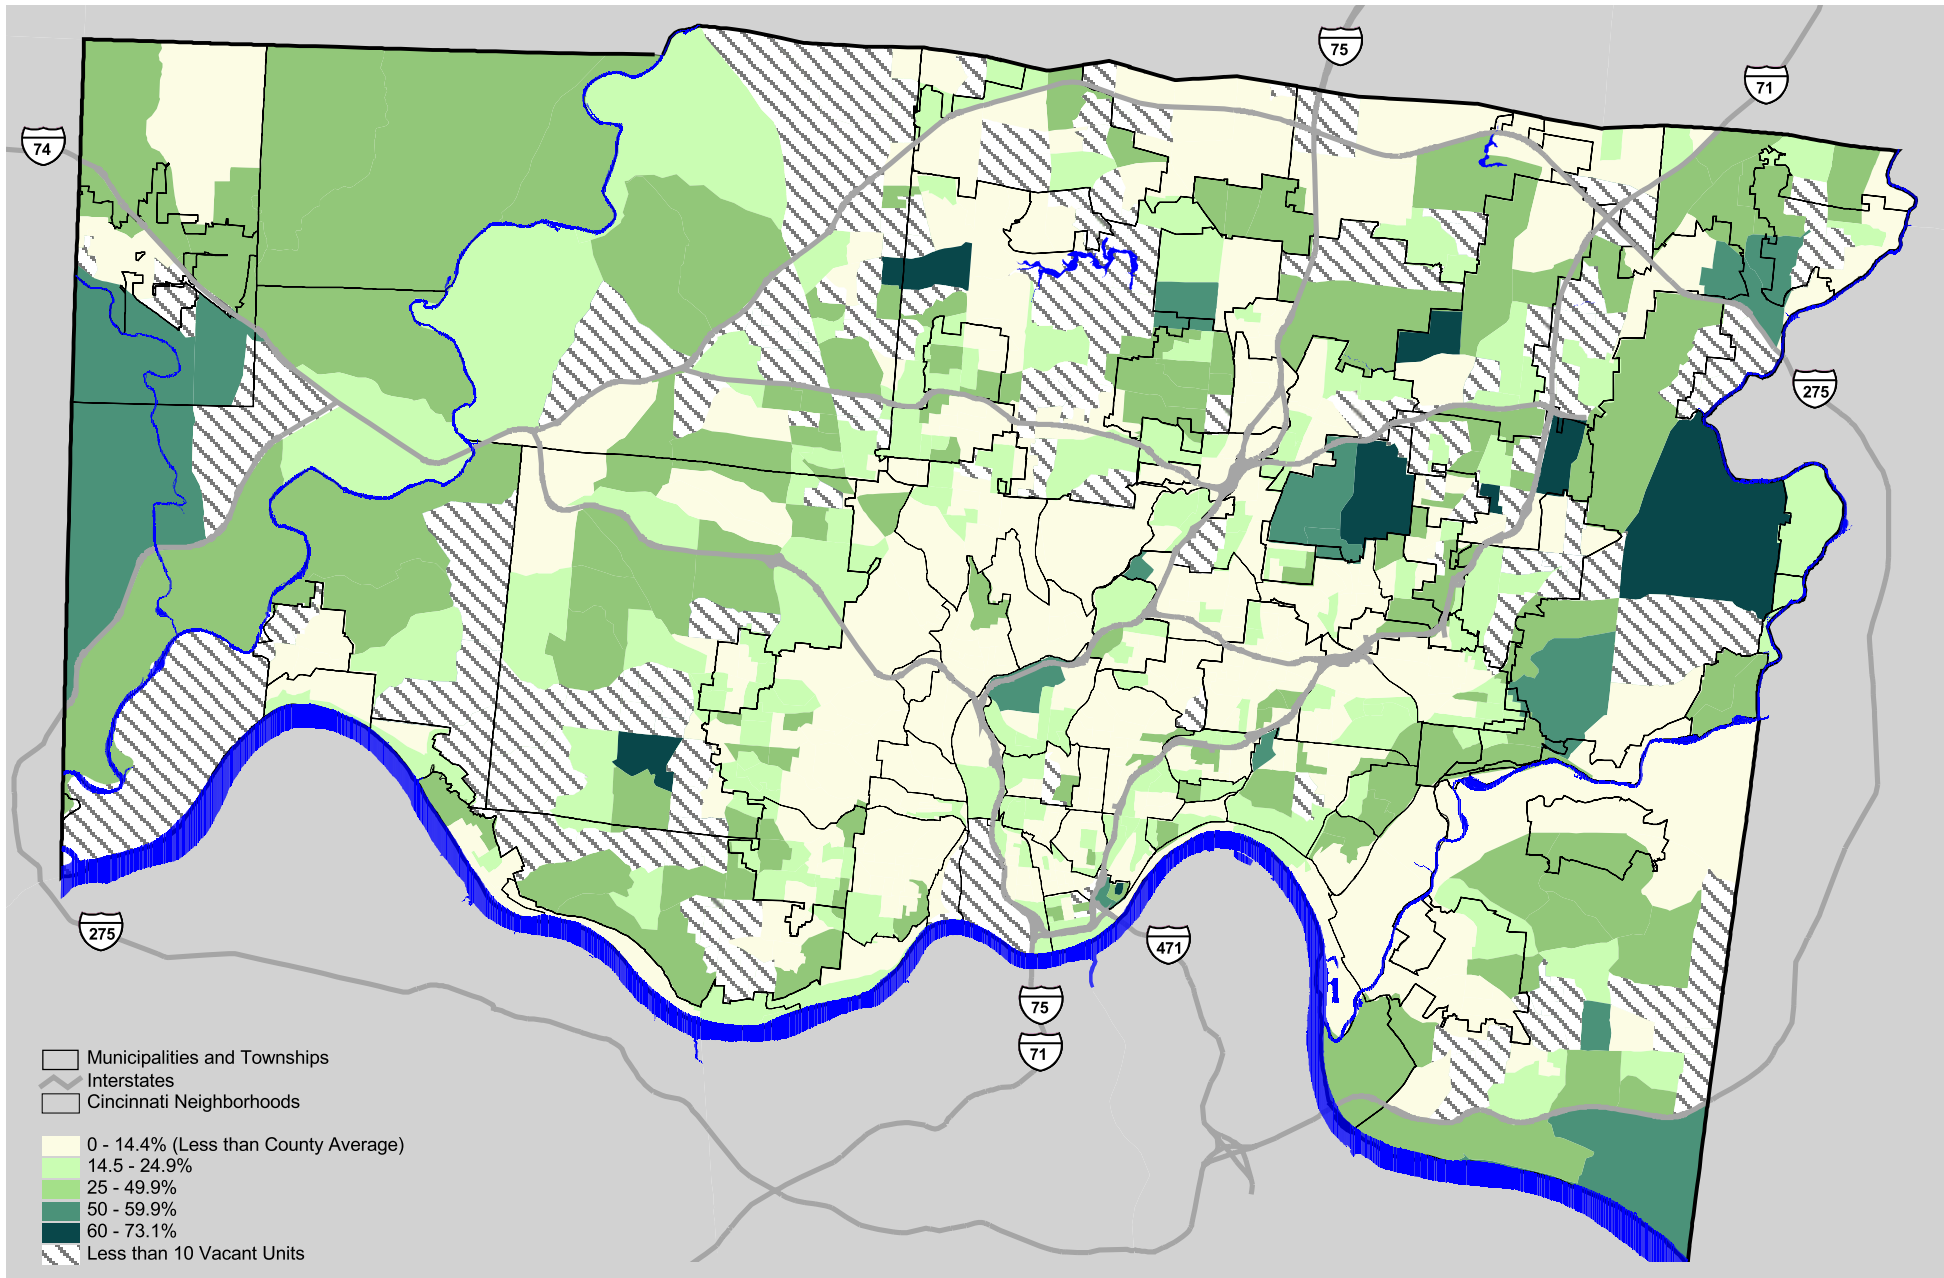 75
71
74
275
275
471
75
71
Municipalities and Townships
Interstates
Cincinnati Neighborhoods
0 - 14.4% (Less than County Average)
14.5 - 24.9%
25 - 49.9%
50 - 59.9%
60 - 73.1%
Less than 10 Vacant Units